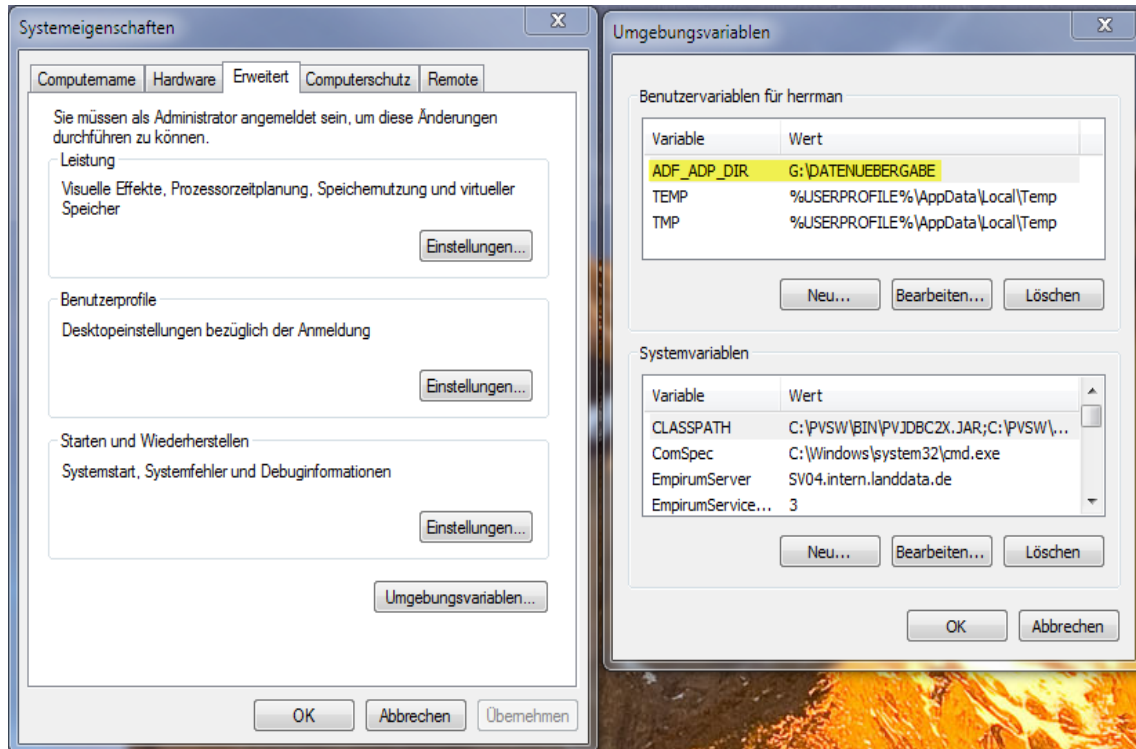 Systemeigenschaften
Computername Hardware Erweitert Computerschutz Remote
Sie müssen als Administrator angemeldet sein, um diese Änderungen
durchführen zu können.
Leistung
Visuelle Effekte, Prozessorzeitplanung, Speichernutzung und virtueller
Speicher
Einstellungen...
Benutzerprofile
Desktopeinstellungen bezüglich der Anmeldung
Einstellungen...
Starten und Wiederherstellen
Systemstart, Systemfehler und Debuginformationen
Einstellungen...
Umgebungsvariablen...
OK Abbrechen Übernehmen
Umgebungsvariablen
Benutzervariablen für herrman
Variable Wert
ADF_ADP_DIR G:\DATENUEBERGABE
TEMP %USERPROFILE%\AppData\Local\Temp
TMP %USERPROFILE%\AppData\Local\Temp
Neu... Bearbeiten... Löschen
Systemvariablen
Variable Wert
CLASSPATH C:\PVSW\BIN\PVJDBC2X.JAR;C:\PVSW\...
ComSpec C:\Windows\system32\cmd.exe
EmpirumServer SV04.intern.landdata.de
EmpirumService... 3
Neu... Bearbeiten... Löschen
OK Abbrechen